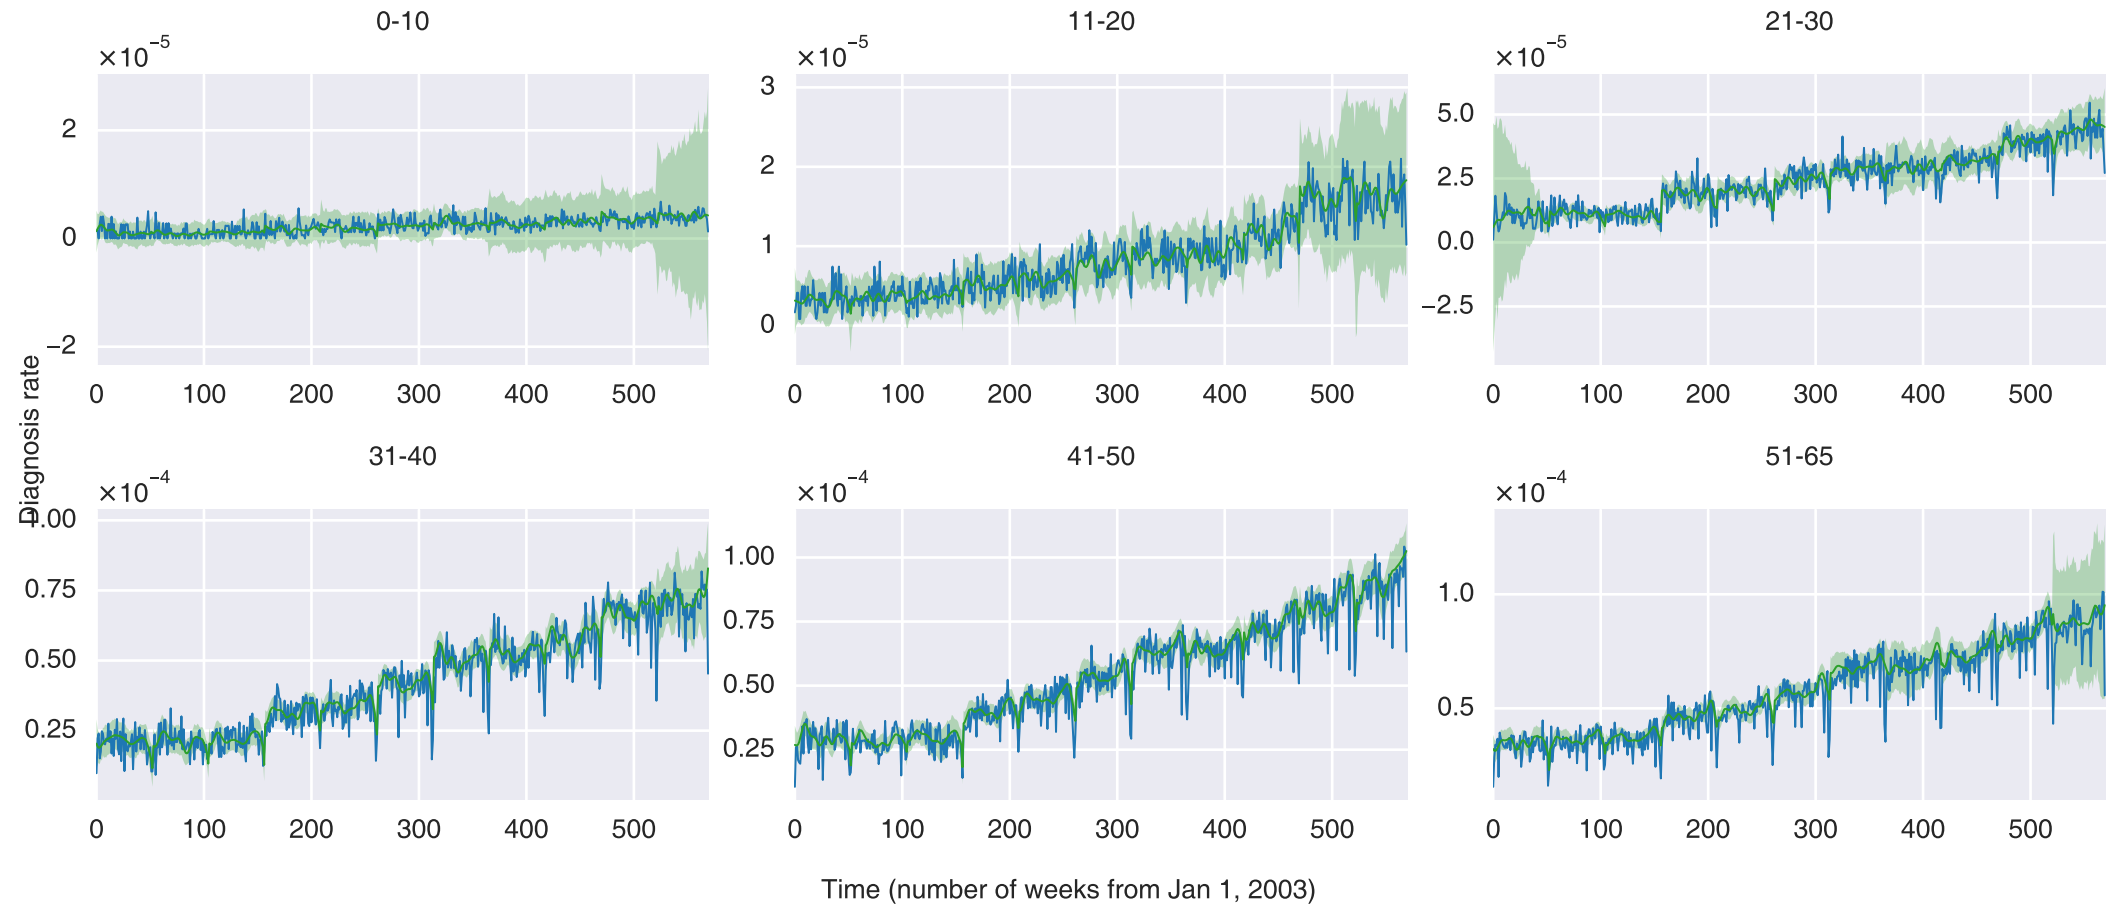 0-10 11-20 21-30
×10⁻⁵ ×10⁻⁵ ×10⁻⁵
2
0
−2
0 100 200 300 400 500
3
2
1
0
0 100 200 300 400 500
5.0
2.5
0.0
−2.5
0 100 200 300 400 500
Diagnosis rate
31-40 41-50 51-65
×10⁻⁴ ×10⁻⁴ ×10⁻⁴
1.00
0.75
0.50
0.25
0 100 200 300 400 500
1.00
0.75
0.50
0.25
0 100 200 300 400 500
1.0
0.5
0 100 200 300 400 500
Time (number of weeks from Jan 1, 2003)